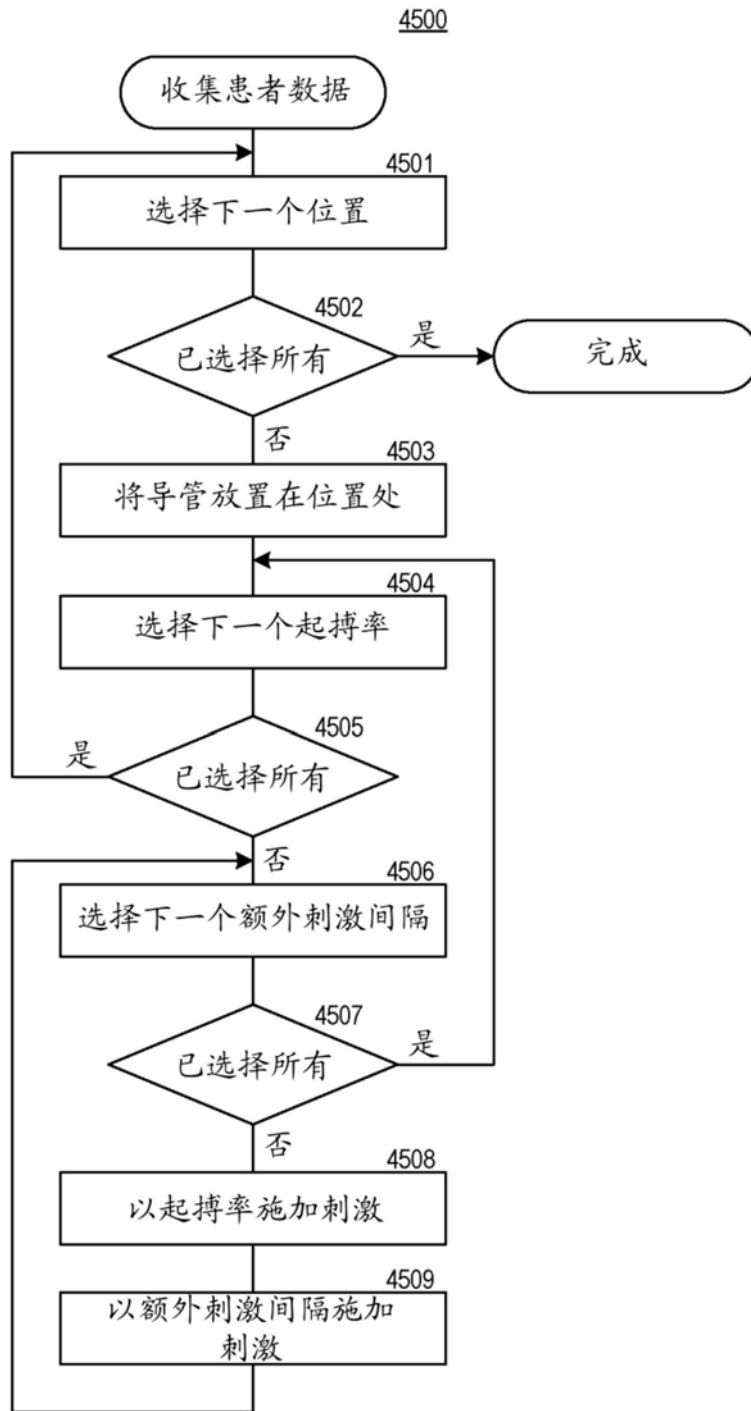 4500
收集患者数据
4501
选择下一个位置
4502
已选择所有
是
完成
否
4503
将导管放置在位置处
4504
选择下一个起搏率
4505
是
已选择所有
否
4506
选择下一个额外刺激间隔
4507
已选择所有
是
否
4508
以起搏率施加刺激
4509
以额外刺激间隔施加
刺激